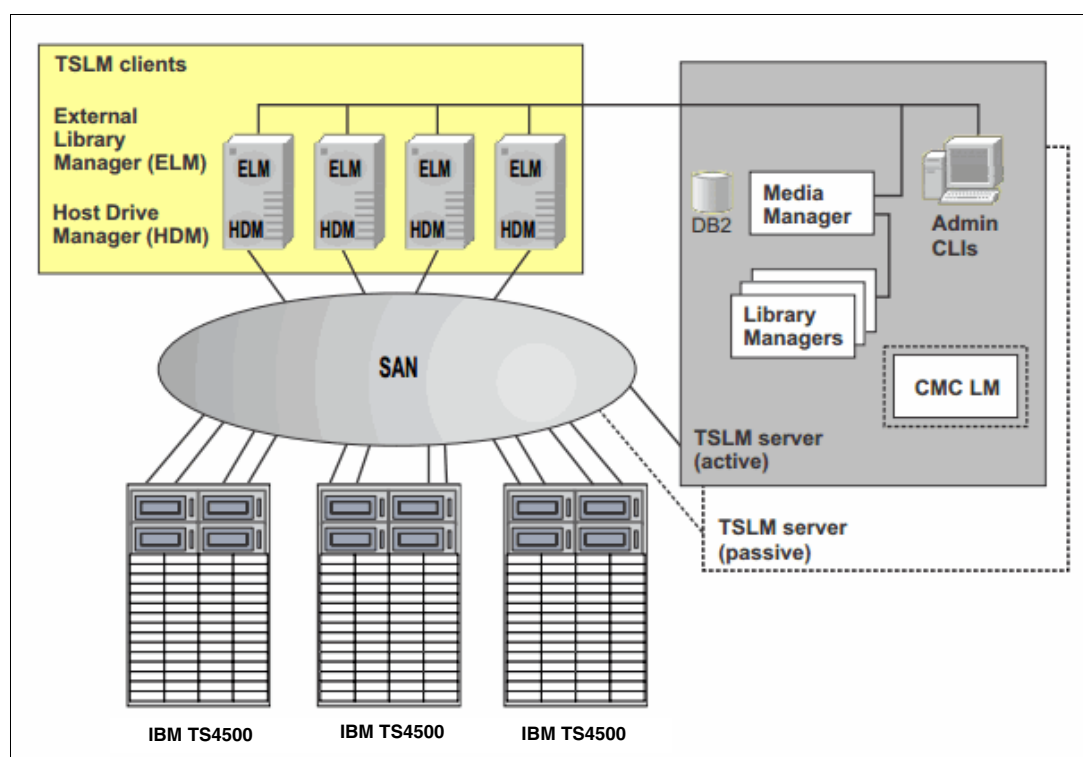 TSLM clients
External
Library
Manager (ELM)
Host Drive
Manager (HDM)
ELM
ELM
ELM
ELM
HDM
HDM
HDM
HDM
DB2
Media
Manager
Admin
CLIs
Library
Managers
CMC LM
TSLM server
(active)
TSLM server
(passive)
SAN
IBM TS4500
IBM TS4500
IBM TS4500